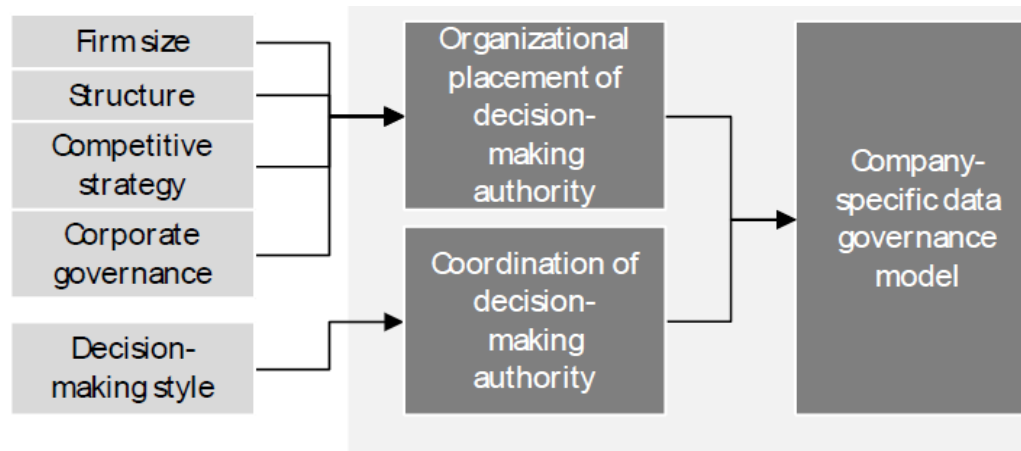 Firm size
Structure
Competitive
strategy
Corporate
governance
Decision-
making style
Organizational
placement of
decision-
making
authority
Coordination of
decision-
making
authority
Company-
specific data
governance
model